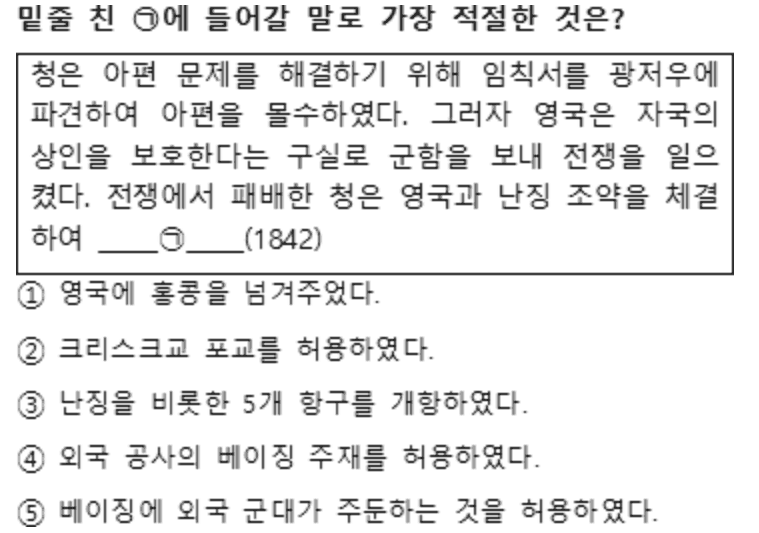 밑줄 친 ㉠에 들어갈 말로 가장 적절한 것은?
청은 아편 문제를 해결하기 위해 임칙서를 광저우에
파견하여 아편을 몰수하였다. 그러자 영국은 자국의
상인을 보호한다는 구실로 군함을 보내 전쟁을 일으
켰다. 전쟁에서 패배한 청은 영국과 난징 조약을 체결
하여 ____㉠____(1842)
① 영국에 홍콩을 넘겨주었다.
② 크리스크교 포교를 허용하였다.
③ 난징을 비롯한 5개 항구를 개항하였다.
④ 외국 공사의 베이징 주재를 허용하였다.
⑤ 베이징에 외국 군대가 주둔하는 것을 허용하였다.